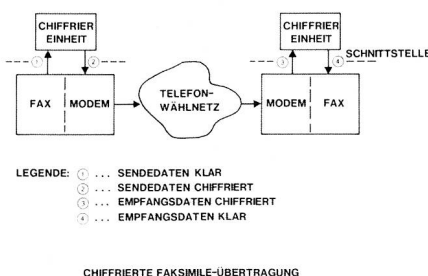 CHIFFRIER
EINHEIT
CHIFFRIER
EINHEIT
SCHNITTSTELLE
1
2
3
4
FAX
MODEM
TELEFON-
WÄHLNETZ
MODEM
FAX
LEGENDE: 1 ... SENDEDATEN KLAR
2 ... SENDEDATEN CHIFFRIERT
3 ... EMPFANGSDATEN CHIFFRIERT
4 ... EMPFANGSDATEN KLAR
CHIFFRIERTE FAKSIMILE-ÜBERTRAGUNG